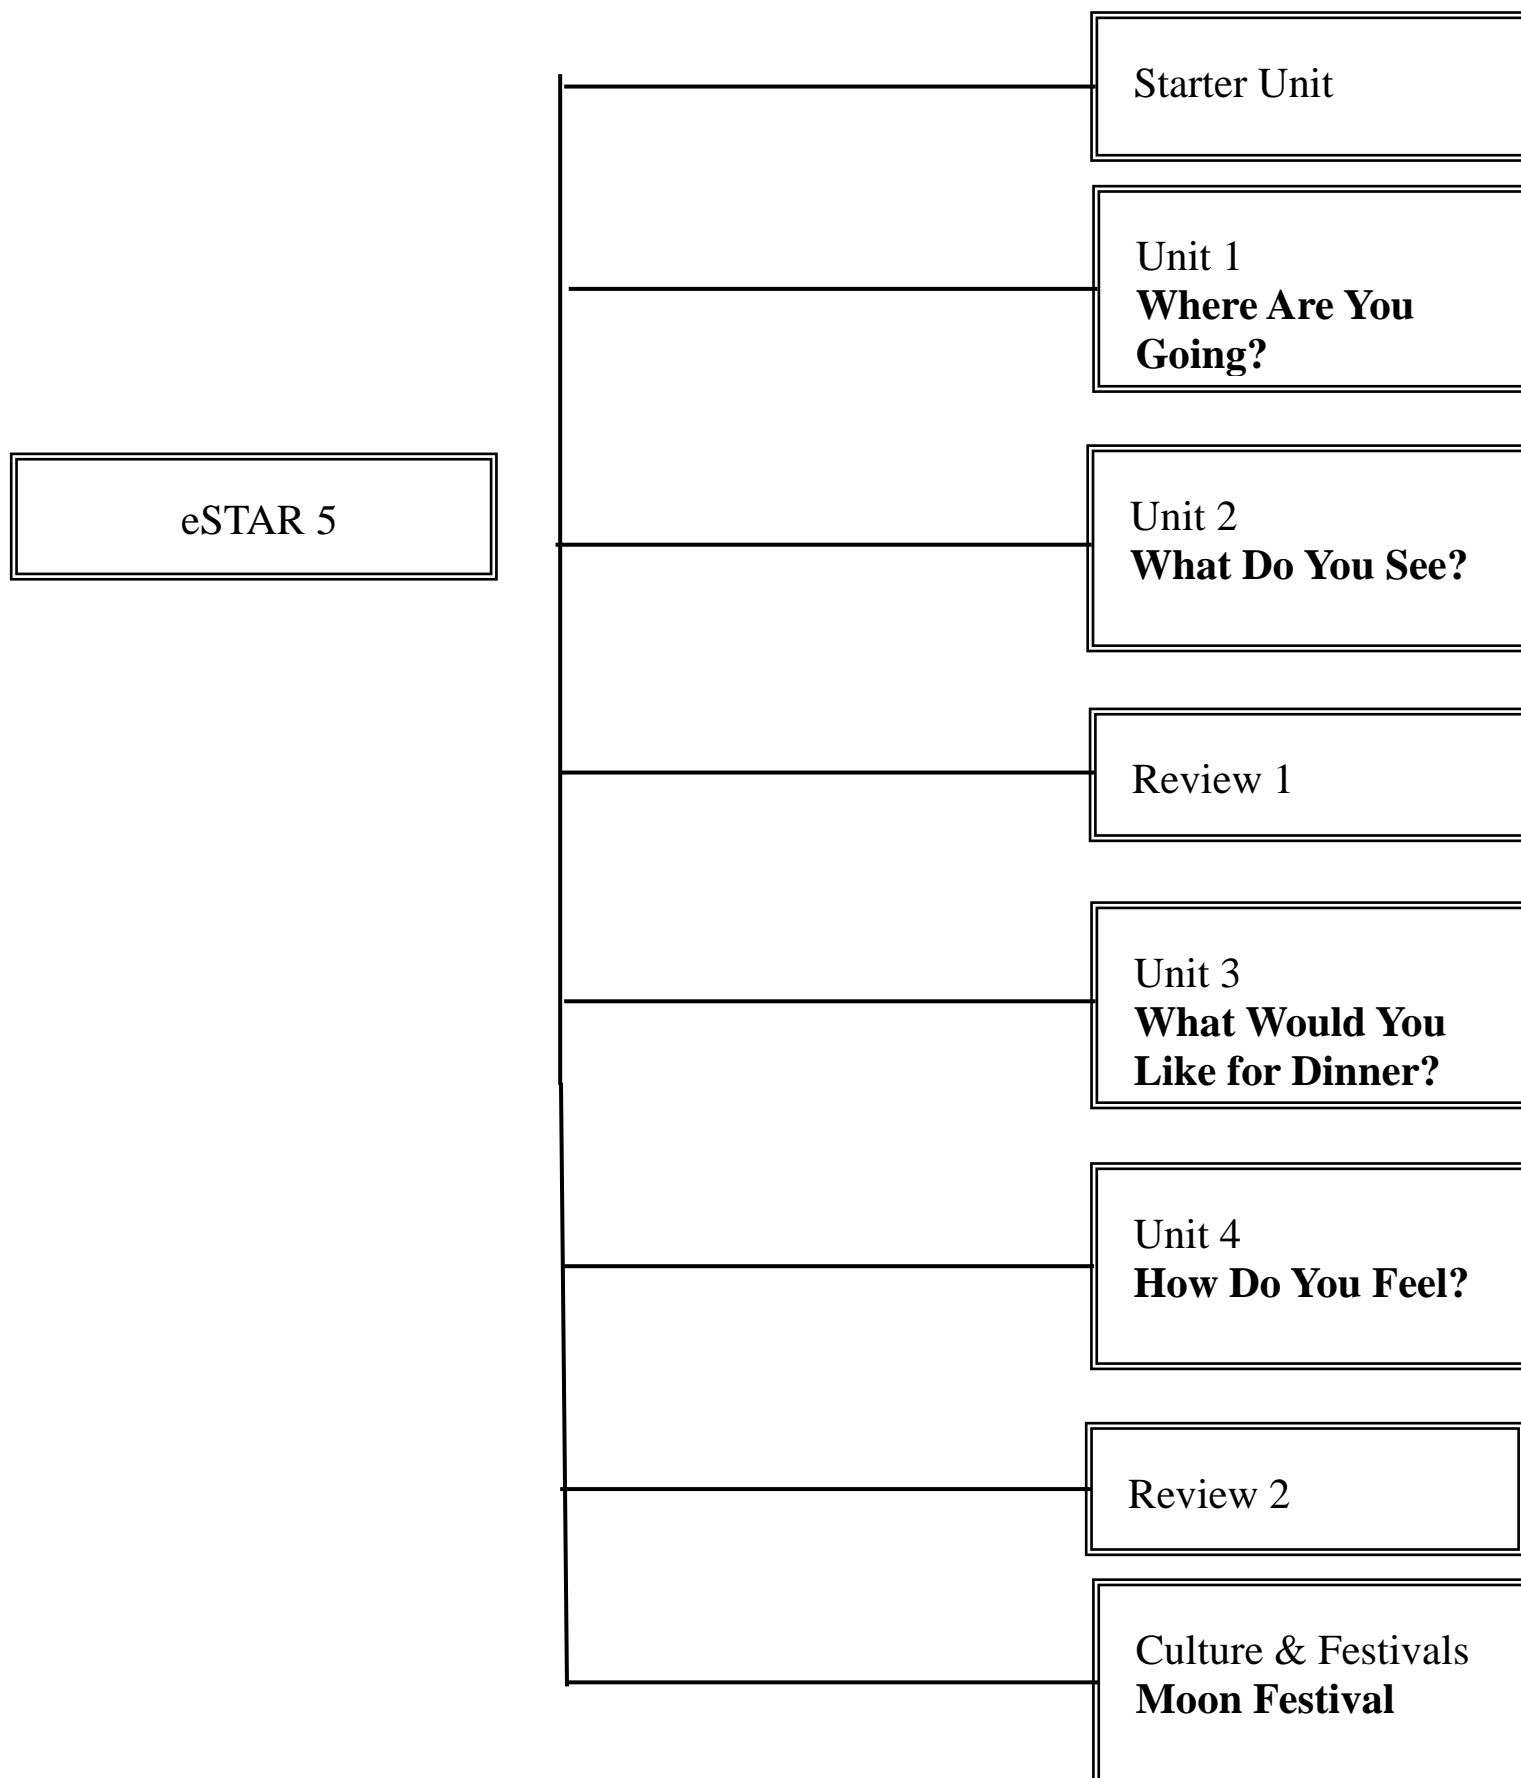 Starter Unit
Unit 1
Where Are You
Going?
eSTAR 5
Unit 2
What Do You See?
Review 1
Unit 3
What Would You
Like for Dinner?
Unit 4
How Do You Feel?
Review 2
Culture & Festivals
Moon Festival